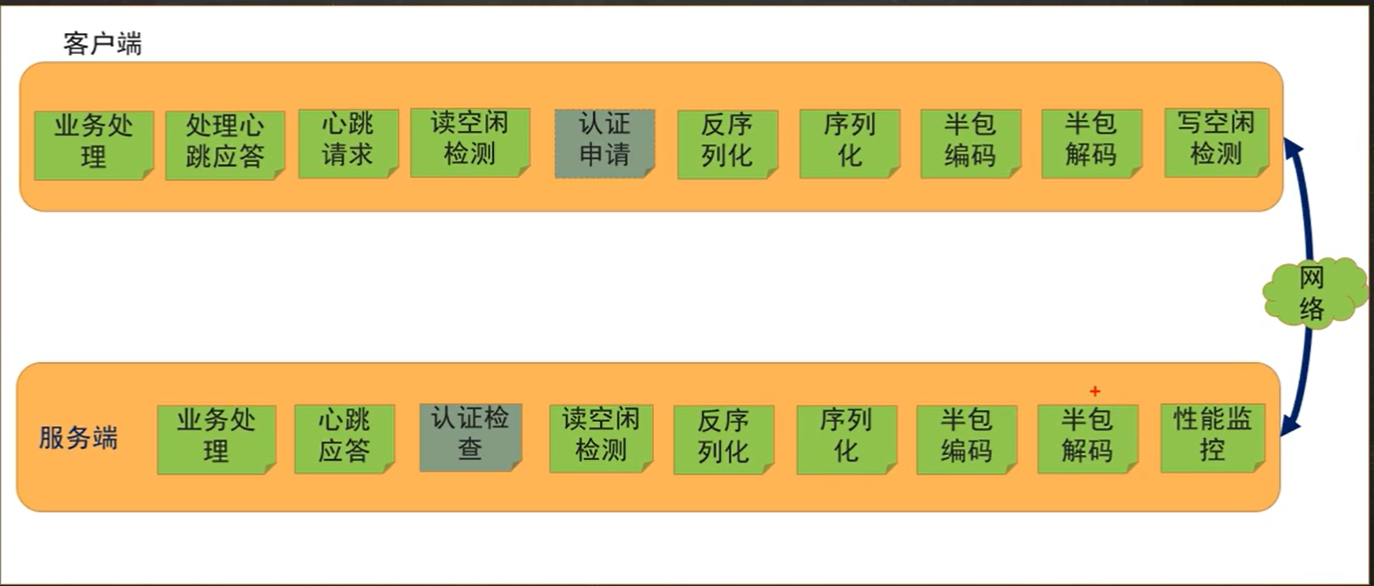 客户端
业务处
理
处理心
跳应答
心跳
请求
读空闲
检测
认证
申请
反序
列化
序列
化
半包
编码
半包
解码
写空闲
检测
网
络
服务端
业务处
理
心跳
应答
认证检
查
读空闲
检测
反序
列化
序列
化
半包
编码
半包
解码
性能监
控